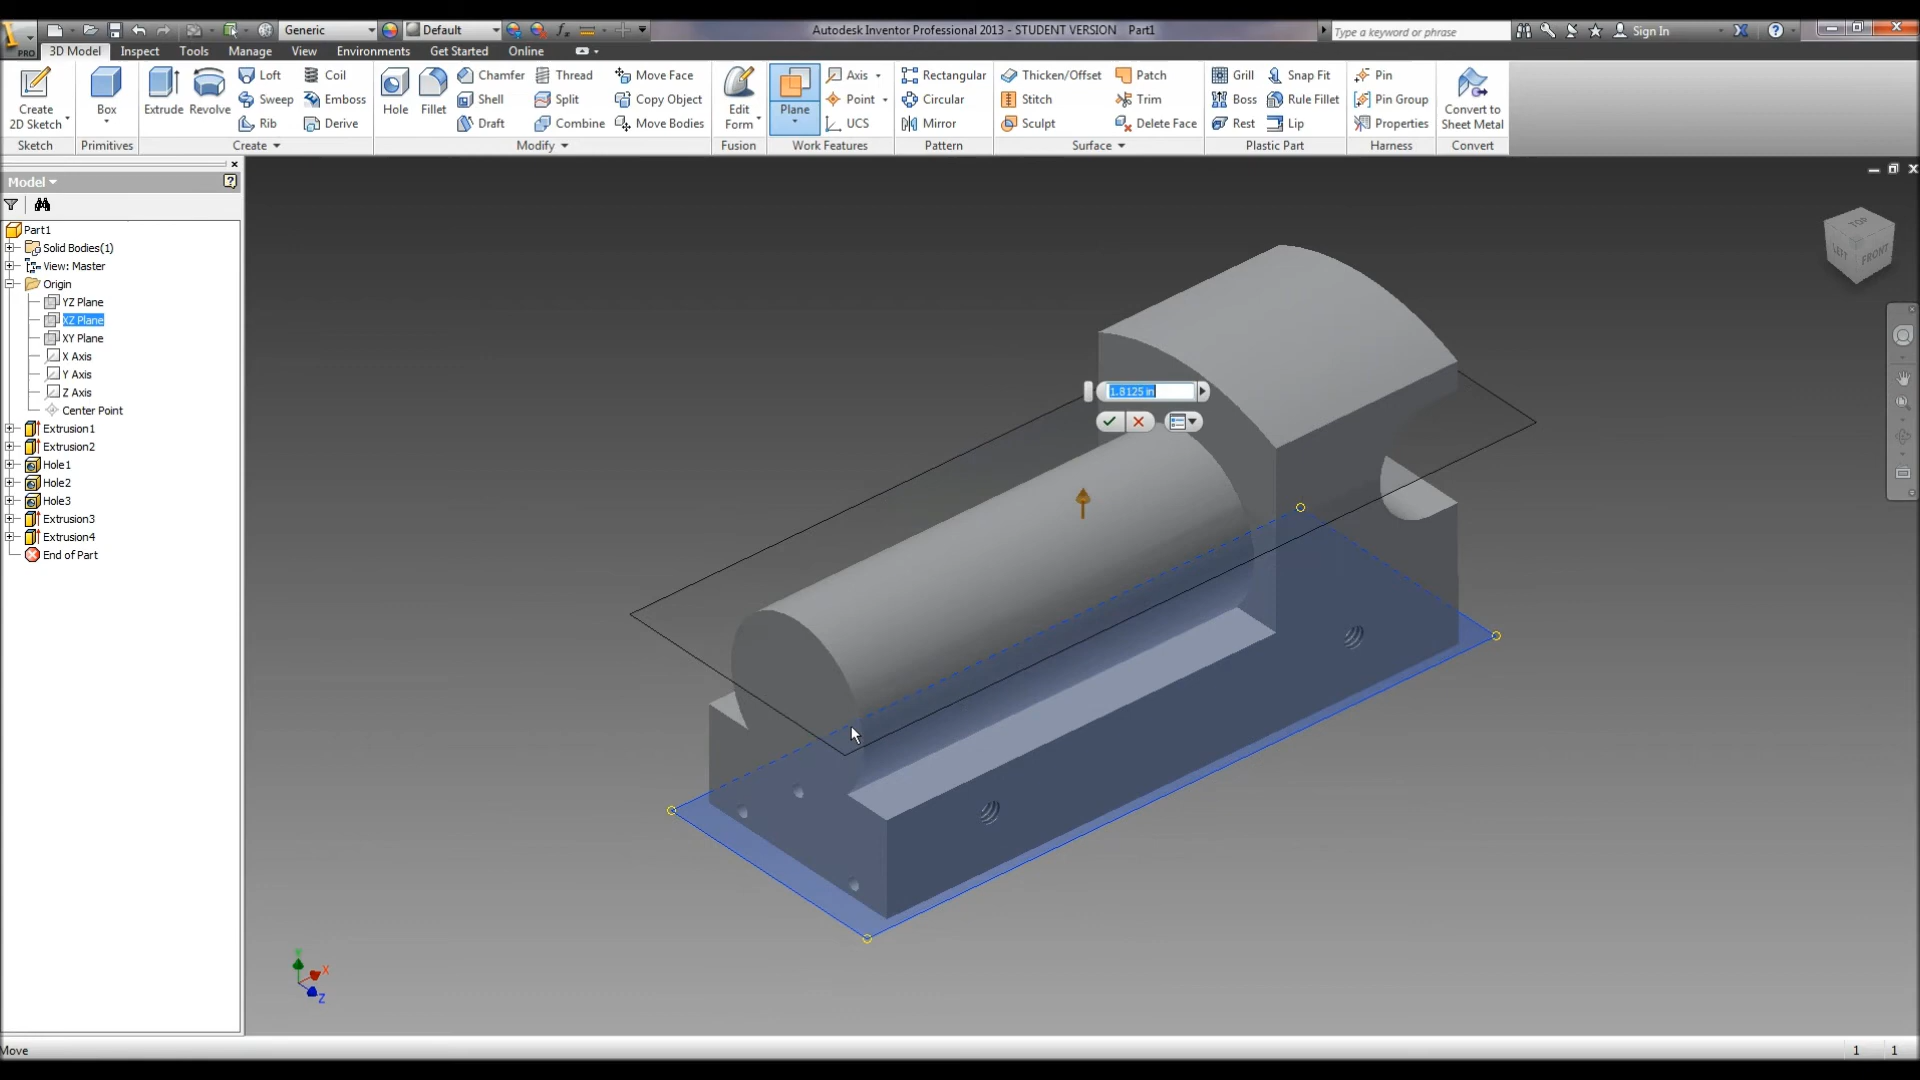 Generic
Default
Autodesk Inventor Professional 2013 - STUDENT VERSION Part1
Type a keyword or phrase
Sign In
PRO
3D Model Inspect Tools Manage View Environments Get Started Online
Create
2D Sketch
Sketch
Box
Primitives
Extrude Revolve
Loft Coil
Sweep Emboss
Rib Derive
Create
Hole Fillet
Chamfer Thread Move Face
Shell Split Copy Object
Draft Combine Move Bodies
Modify
Edit
Form
Fusion
Plane
Axis
Point
UCS
Work Features
Rectangular
Circular
Mirror
Pattern
Thicken/Offset Patch
Stitch Trim
Sculpt Delete Face
Surface
Grill Snap Fit
Boss Rule Fillet
Rest Lip
Plastic Part
Pin
Pin Group
Properties
Harness
Convert to
Sheet Metal
Convert
Model
Part1
Solid Bodies(1)
View: Master
Origin
YZ Plane
XZ Plane
XY Plane
X Axis
Y Axis
Z Axis
Center Point
Extrusion1
Extrusion2
Hole1
Hole2
Hole3
Extrusion3
Extrusion4
End of Part
1.8125 in
TOP
LEFT FRONT
X
Z
Move
1 1